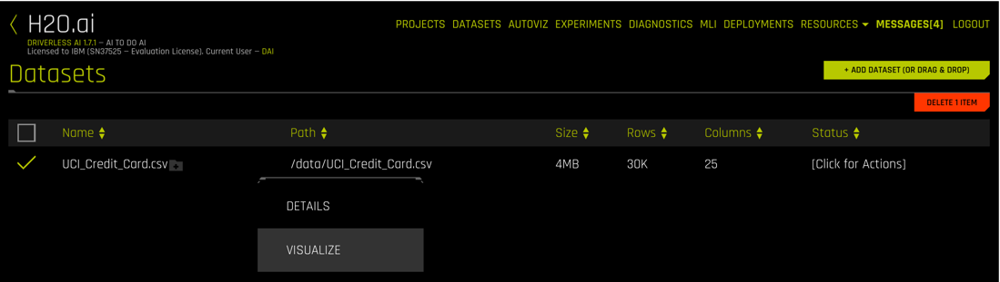 H2O.ai
PROJECTS DATASETS AUTOVIZ EXPERIMENTS DIAGNOSTICS MLI DEPLOYMENTS RESOURCES MESSAGES[4] LOGOUT
DRIVERLESS AI 1.7.1 – AI TO DO AI
Licensed to IBM (SN37525 – Evaluation License). Current User – DAI
Datasets
+ ADD DATASET (OR DRAG & DROP)
DELETE 1 ITEM
Name Path Size Rows Columns Status
UCI_Credit_Card.csv /data/UCI_Credit_Card.csv 4MB 30K 25 [Click for Actions]
DETAILS
VISUALIZE